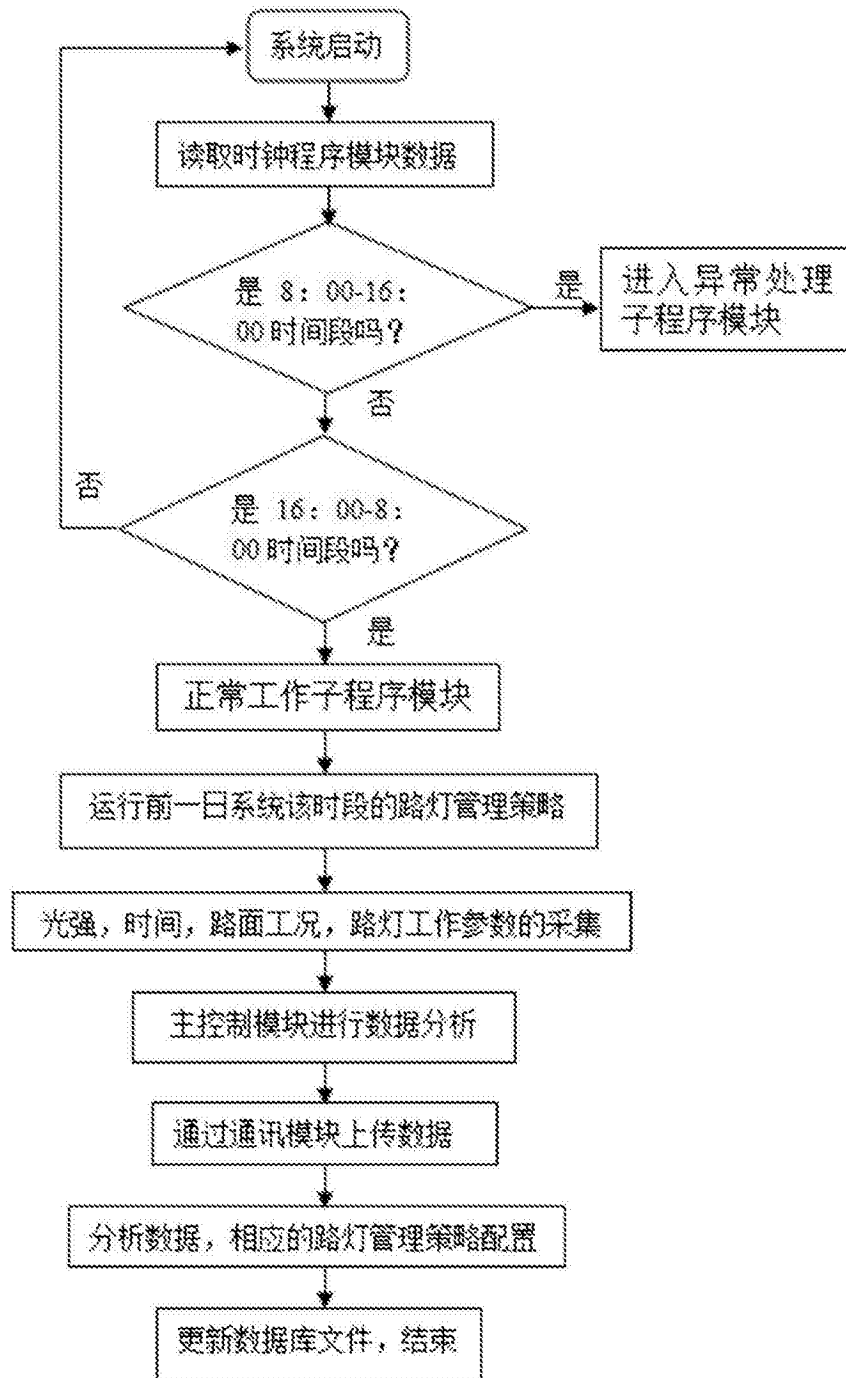 系统启动
读取时钟程序模块数据
是 8：00-16：
00 时间段吗？
是
进入异常处理
子程序模块
否
否
是 16：00-8：
00 时间段吗？
是
正常工作子程序模块
运行前一日系统该时段的路灯管理策略
光强，时间，路面工况，路灯工作参数的采集
主控制模块进行数据分析
通过通讯模块上传数据
分析数据，相应的路灯管理策略配置
更新数据库文件，结束